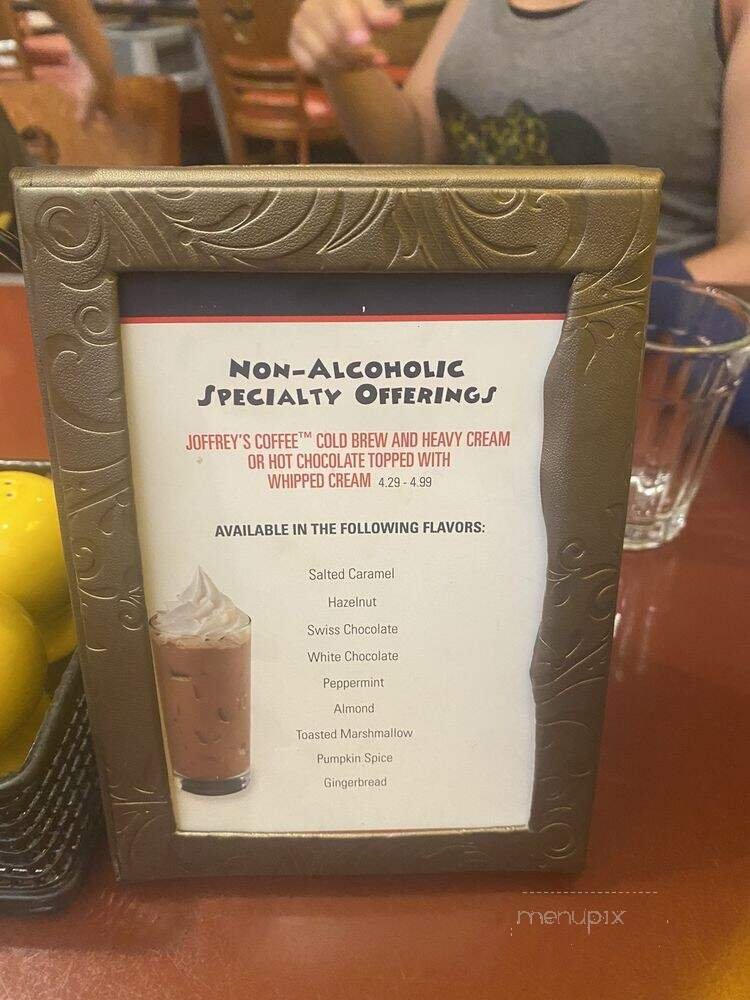 Non-Alcoholic
Specialty Offerings
JOFFREY'S COFFEE™ COLD BREW AND HEAVY CREAM
OR HOT CHOCOLATE TOPPED WITH
WHIPPED CREAM 4.29 - 4.99
AVAILABLE IN THE FOLLOWING FLAVORS:
Salted Caramel
Hazelnut
Swiss Chocolate
White Chocolate
Peppermint
Almond
Toasted Marshmallow
Pumpkin Spice
Gingerbread
menupix